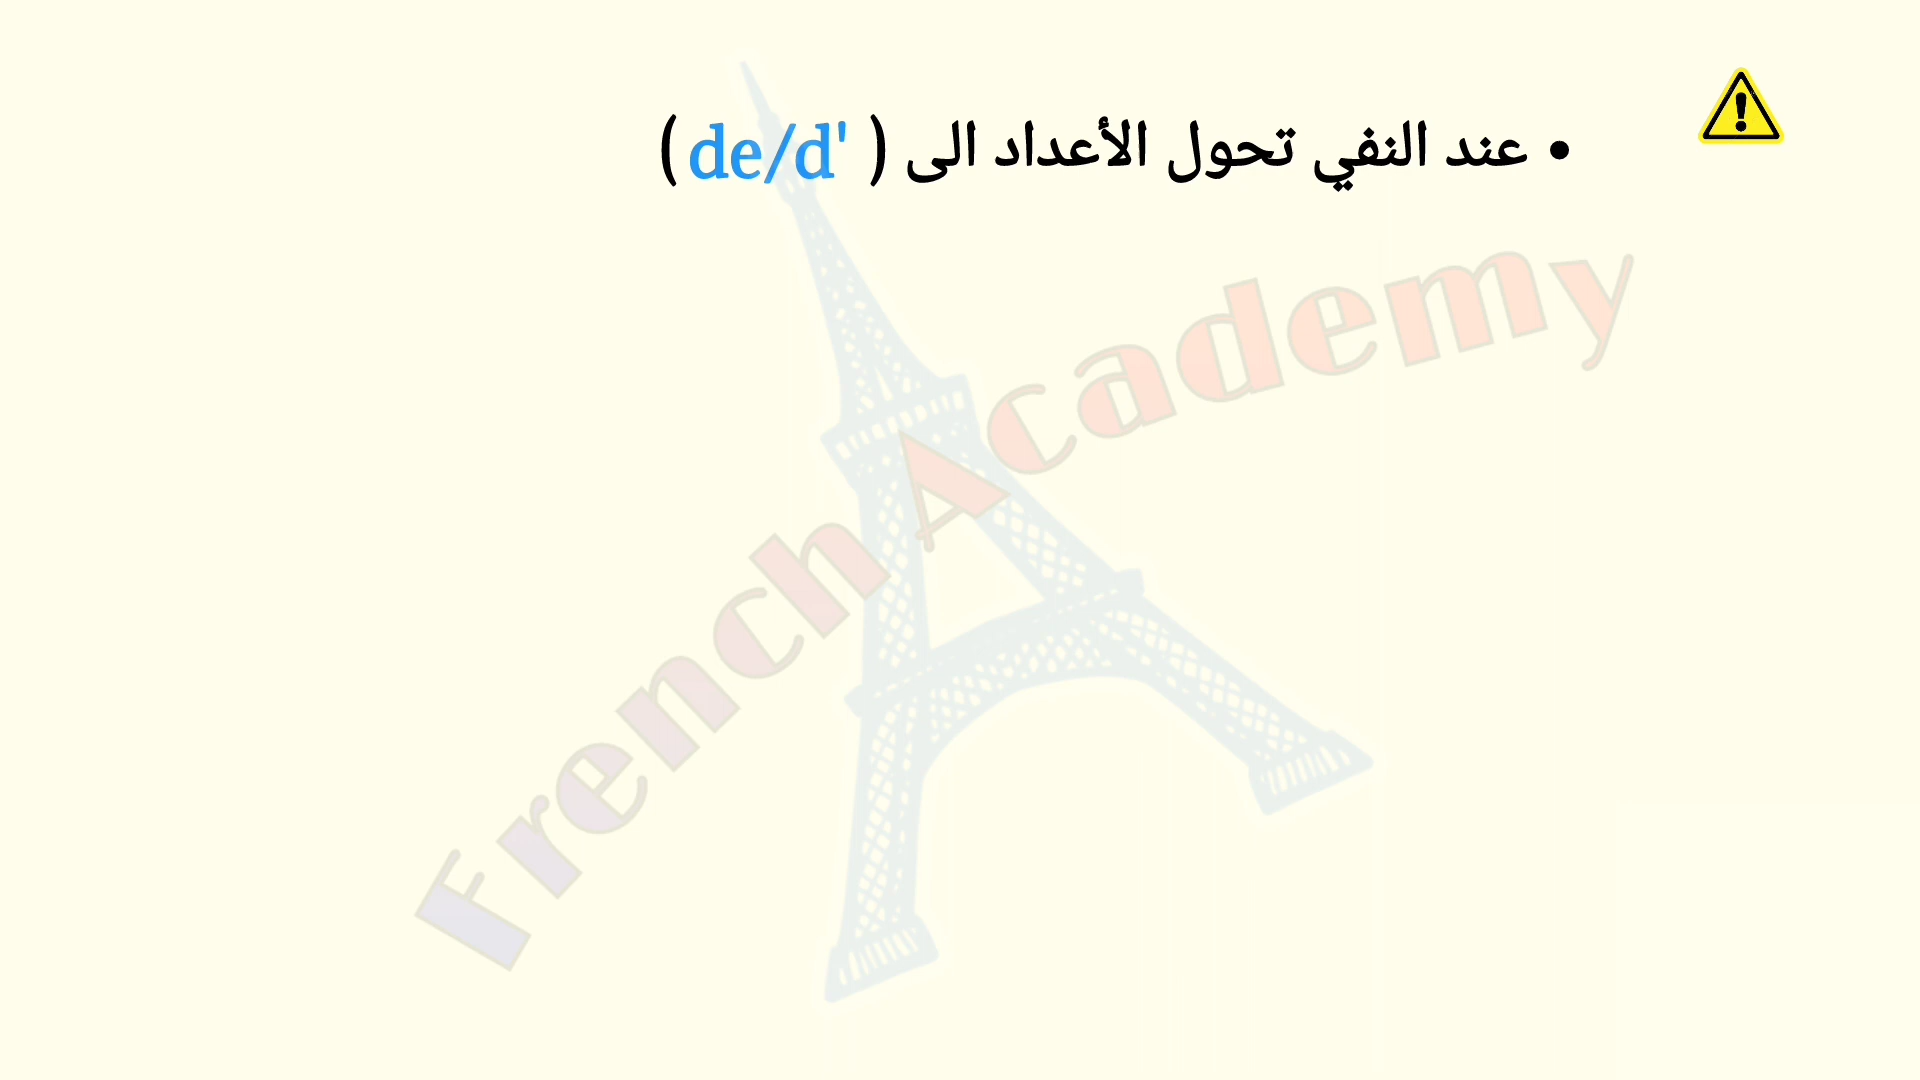 • عند النفي تحول الأعداد الى ( de/d' )
French Academy